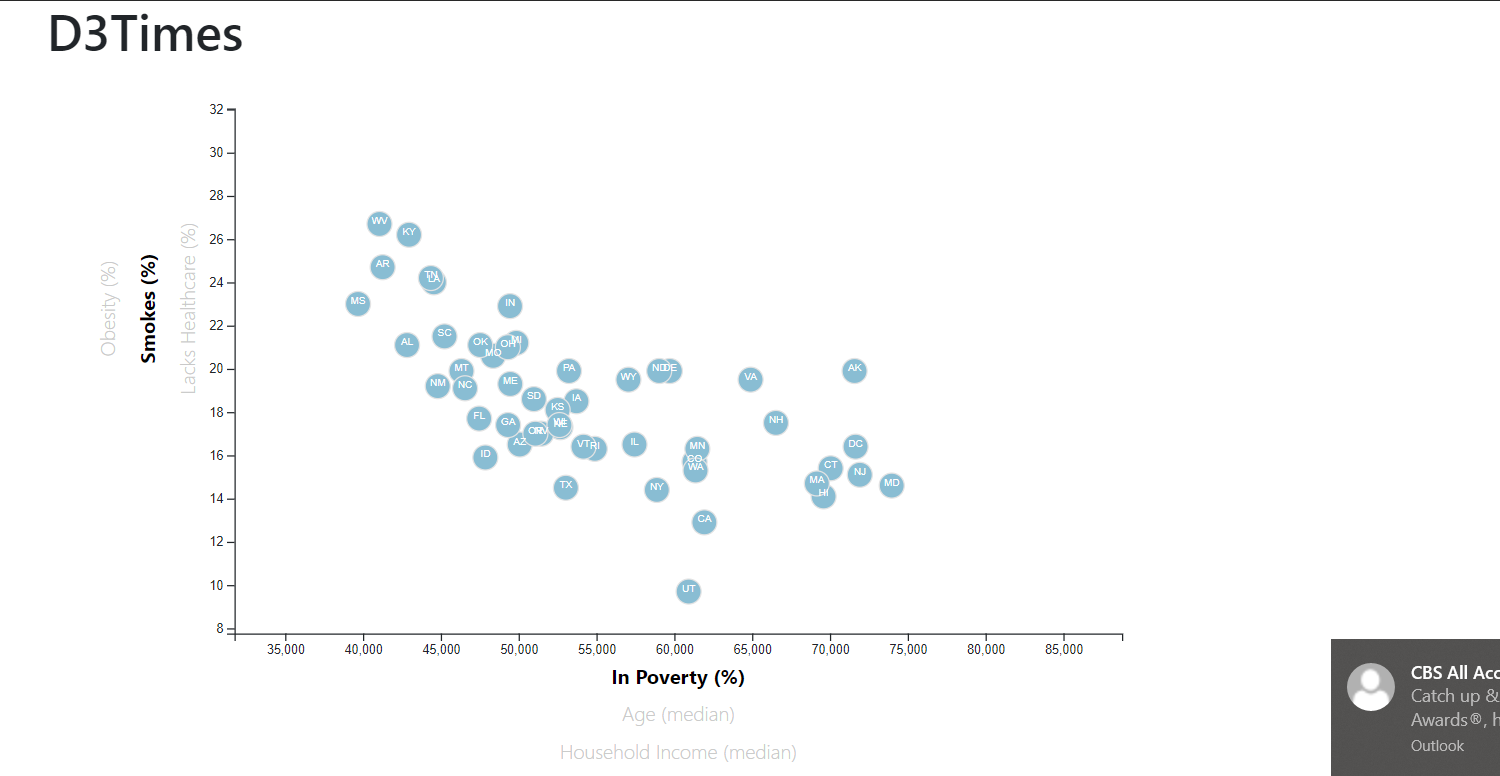 D3Times
32
30
28
26
24
22
20
18
16
14
12
10
8
Obesity (%)
Smokes (%)
Lacks Healthcare (%)
WV
KY
AR
TN
LA
MS
IN
SC
AL
OK
OH
MI
MO
MT
NM
NC
ME
PA
WY
ND
DE
VA
AK
SD
IA
KS
FL
GA
NE
AZ
ID
VT
RI
IL
NH
MN
CO
WA
DC
CT
NJ
MA
HI
MD
TX
NY
CA
UT
35,000 40,000 45,000 50,000 55,000 60,000 65,000 70,000 75,000 80,000 85,000
In Poverty (%)
Age (median)
Household Income (median)
CBS All Acc
Catch up &
Awards®, h
Outlook